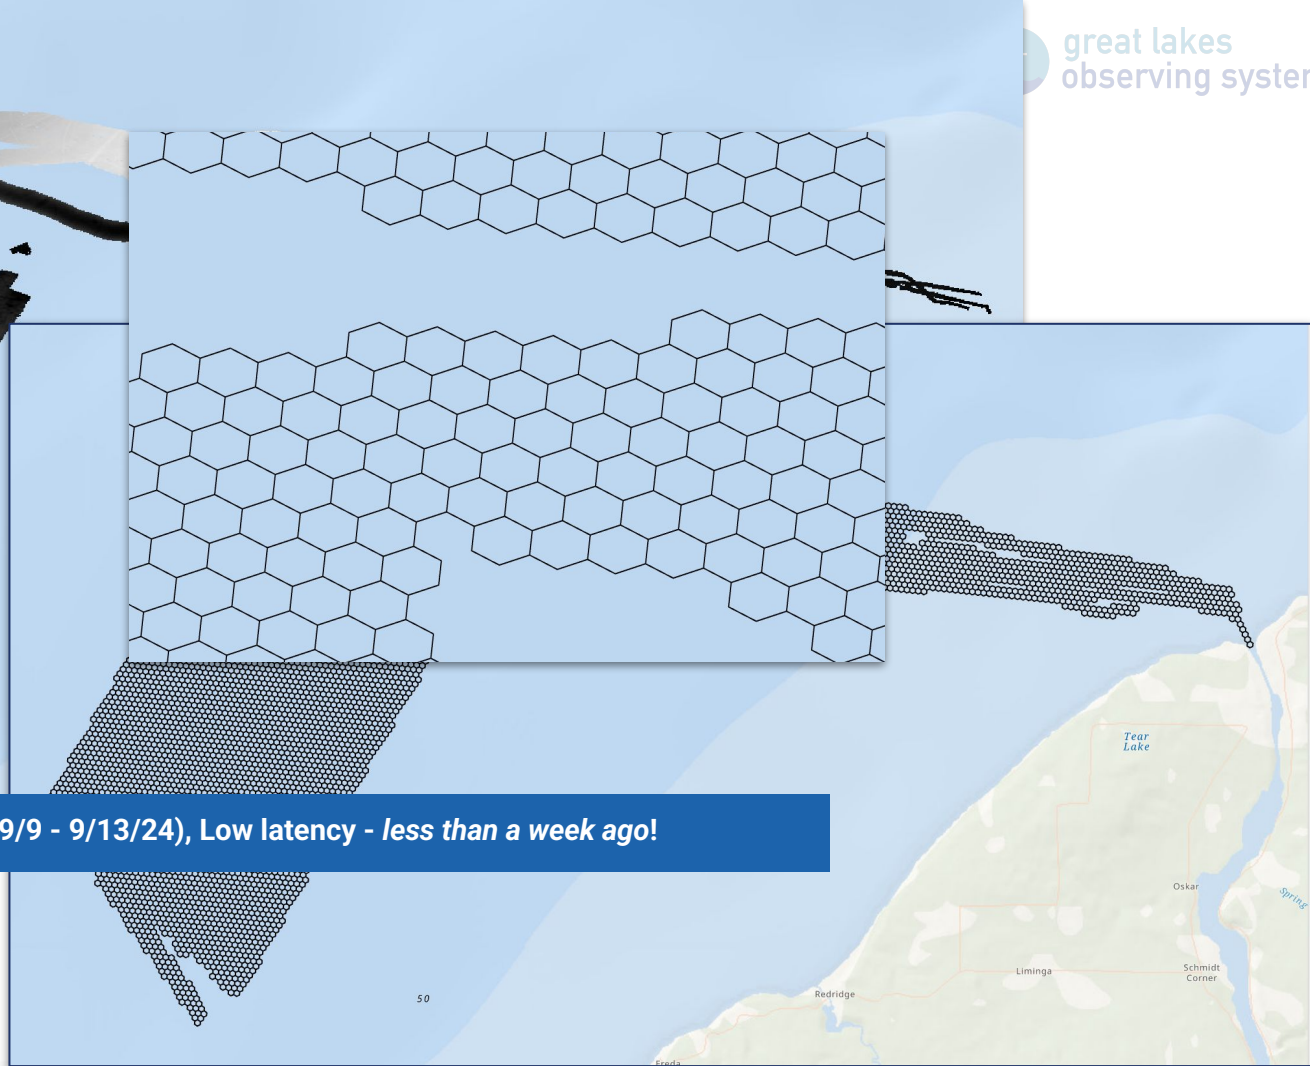 great lakes
observing syster
Tear
Lake
9/9 - 9/13/24), Low latency - less than a week ago!
Oskar
Spring
Schmidt
Corner
Liminga
Redridge
50
Freda